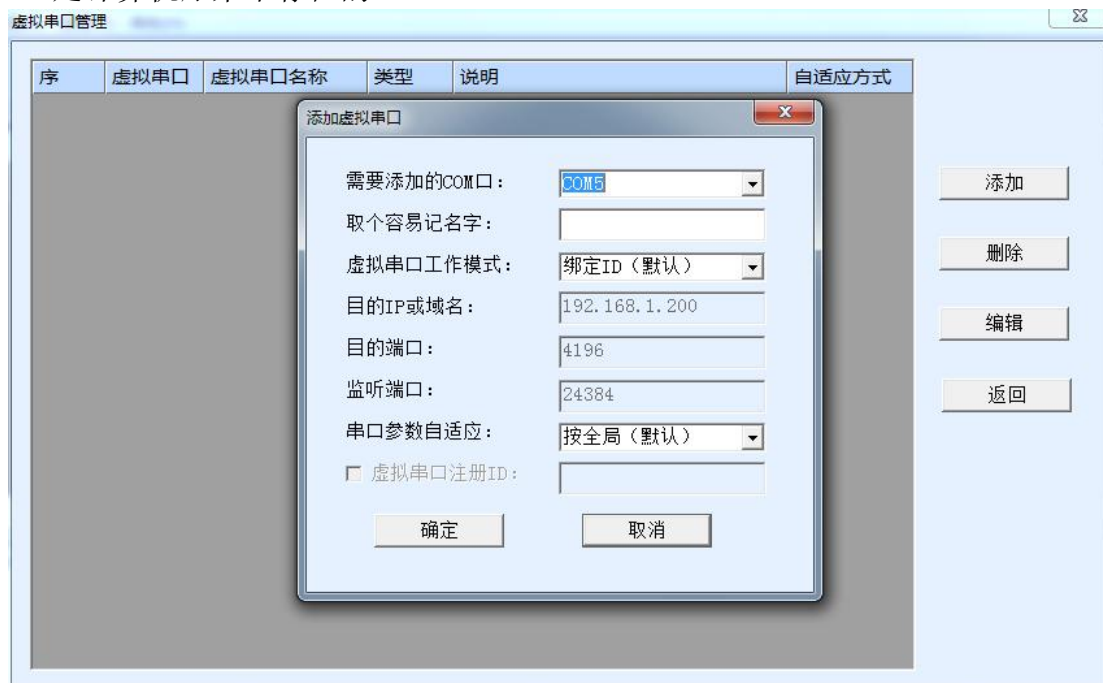 虚拟串口管理
序 虚拟串口 虚拟串口名称 类型 说明 自适应方式
添加虚拟串口
需要添加的COM口： COM5
取个容易记名字：
虚拟串口工作模式： 绑定ID（默认）
目的IP或域名： 192.168.1.200
目的端口： 4196
监听端口： 24384
串口参数自适应： 按全局（默认）
虚拟串口注册ID：
确定 取消
添加
删除
编辑
返回